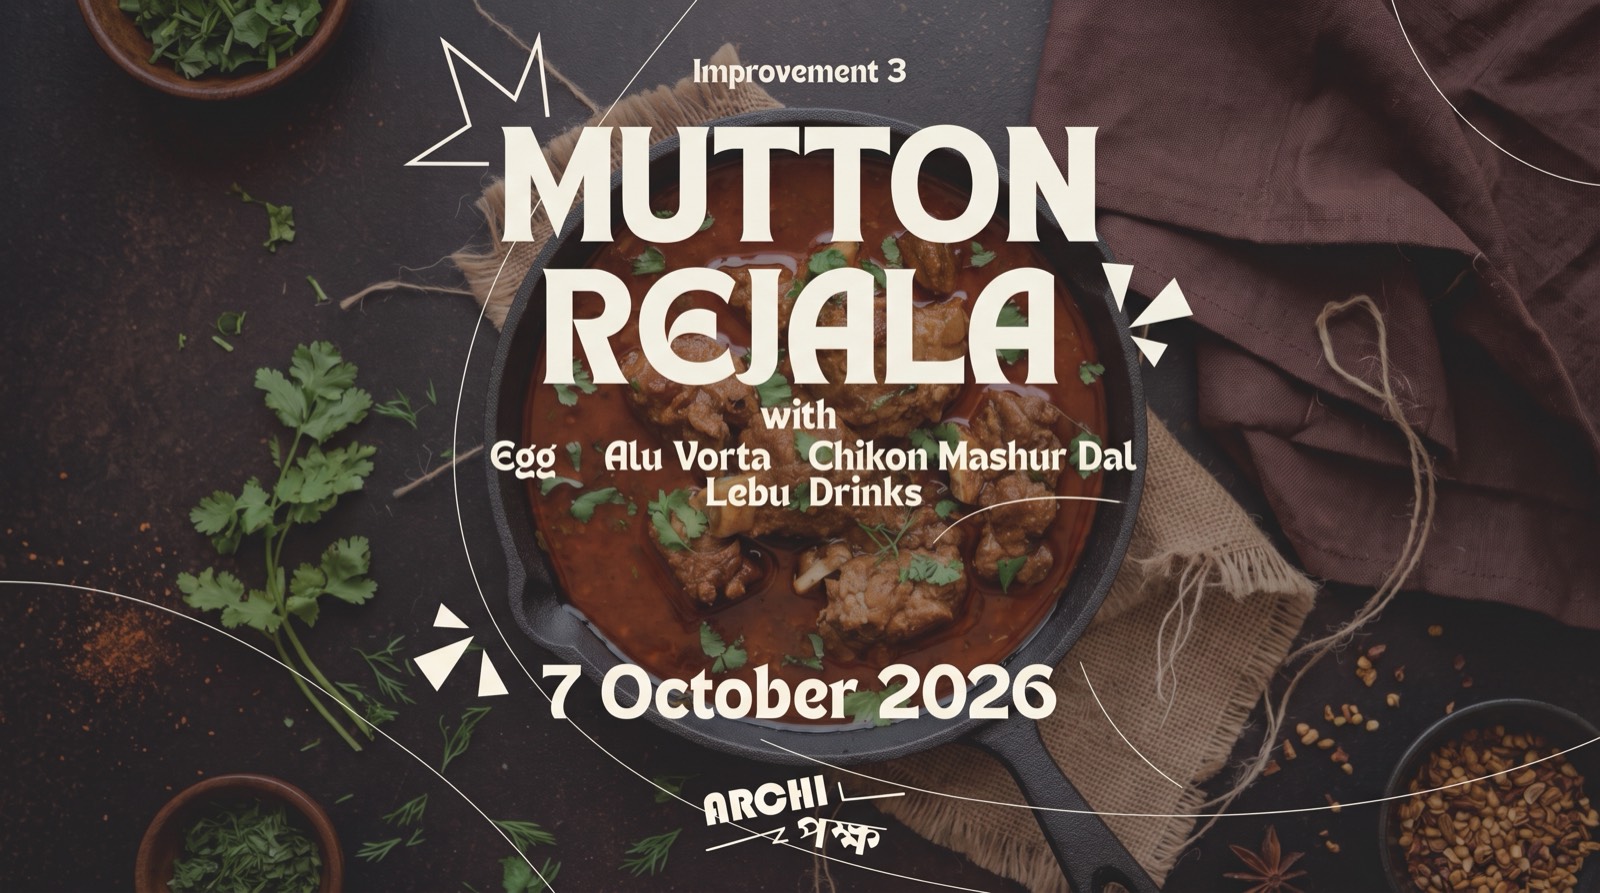 Improvement 3
MUTTON
REJALA
with
Egg Alu Vorta Chikon Mashur Dal
Lebu Drinks
7 October 2026
ARCHI
পক্ষ